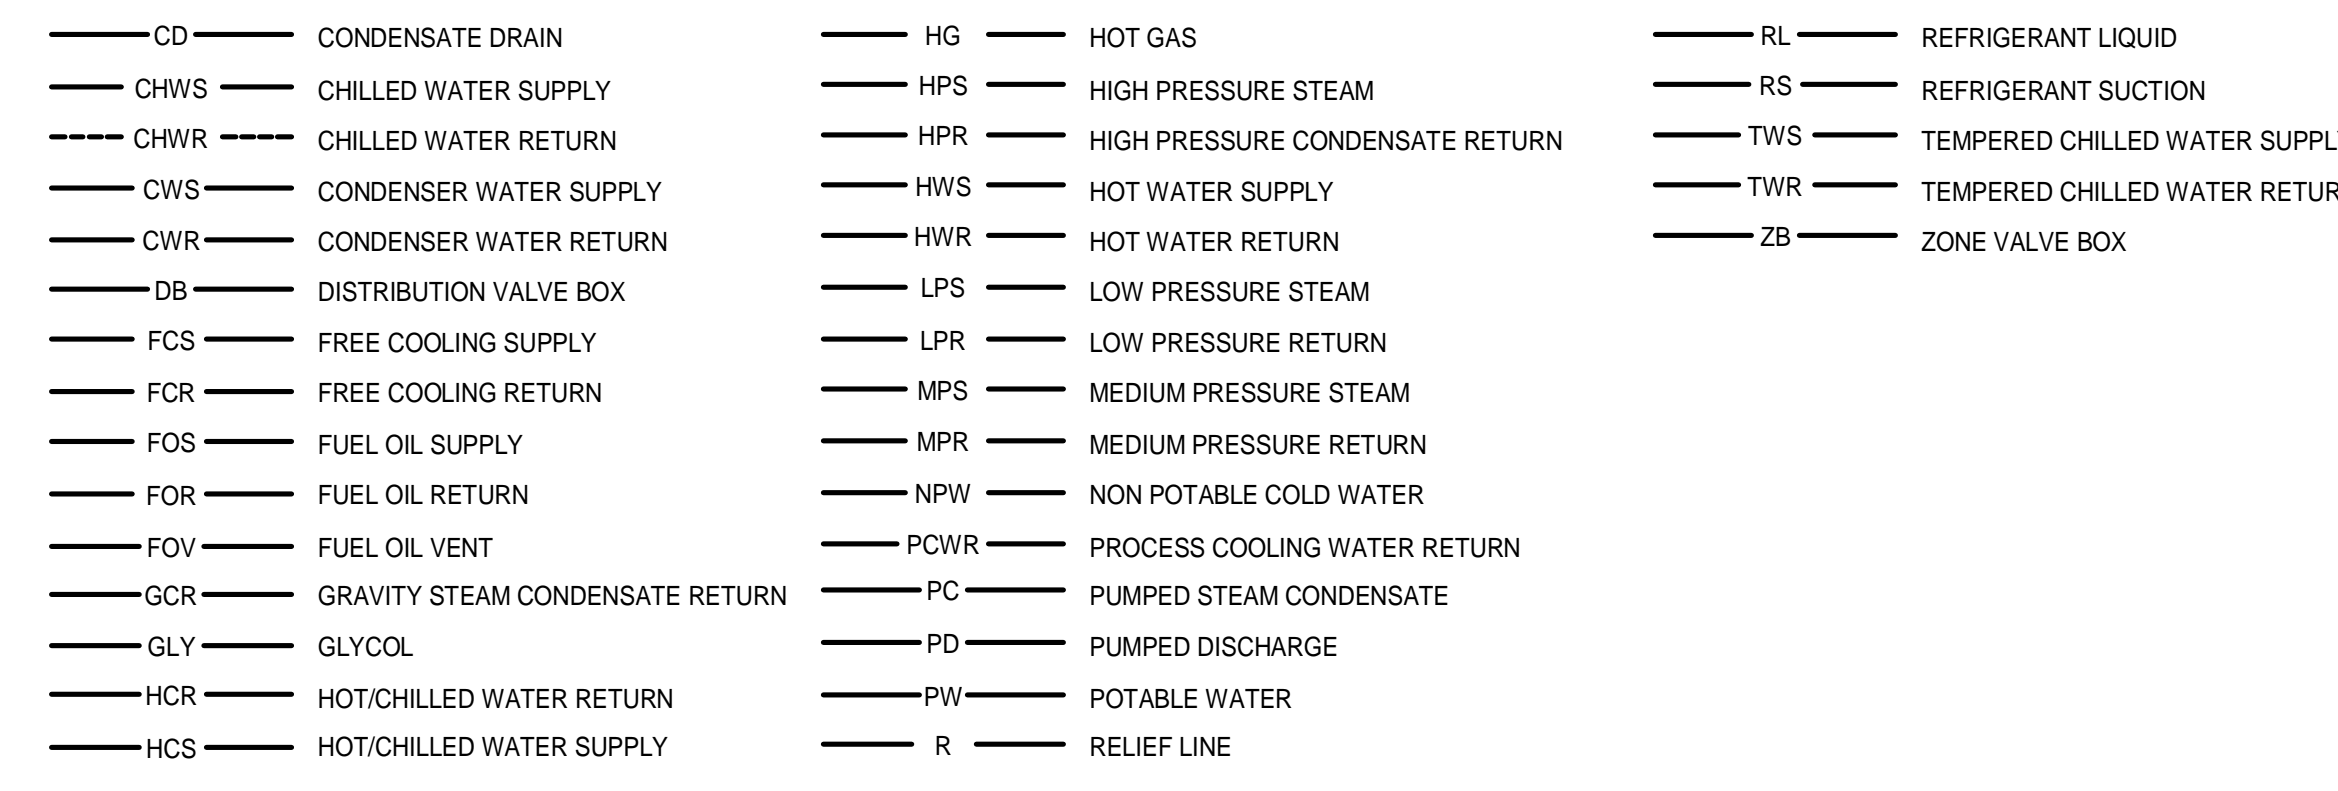 CD CONDENSATE DRAIN
CHWS CHILLED WATER SUPPLY
CHWR CHILLED WATER RETURN
CWS CONDENSER WATER SUPPLY
CWR CONDENSER WATER RETURN
DB DISTRIBUTION VALVE BOX
FCS FREE COOLING SUPPLY
FCR FREE COOLING RETURN
FOS FUEL OIL SUPPLY
FOR FUEL OIL RETURN
FOV FUEL OIL VENT
GCR GRAVITY STEAM CONDENSATE RETURN
GLY GLYCOL
HCR HOT/CHILLED WATER RETURN
HCS HOT/CHILLED WATER SUPPLY
HG HOT GAS
HPS HIGH PRESSURE STEAM
HPR HIGH PRESSURE CONDENSATE RETURN
HWS HOT WATER SUPPLY
HWR HOT WATER RETURN
LPS LOW PRESSURE STEAM
LPR LOW PRESSURE RETURN
MPS MEDIUM PRESSURE STEAM
MPR MEDIUM PRESSURE RETURN
NPW NON POTABLE COLD WATER
PCWR PROCESS COOLING WATER RETURN
PC PUMPED STEAM CONDENSATE
PD PUMPED DISCHARGE
PW POTABLE WATER
R RELIEF LINE
RL REFRIGERANT LIQUID
RS REFRIGERANT SUCTION
TWS TEMPERED CHILLED WATER SUPPLY
TWR TEMPERED CHILLED WATER RETUR
ZB ZONE VALVE BOX